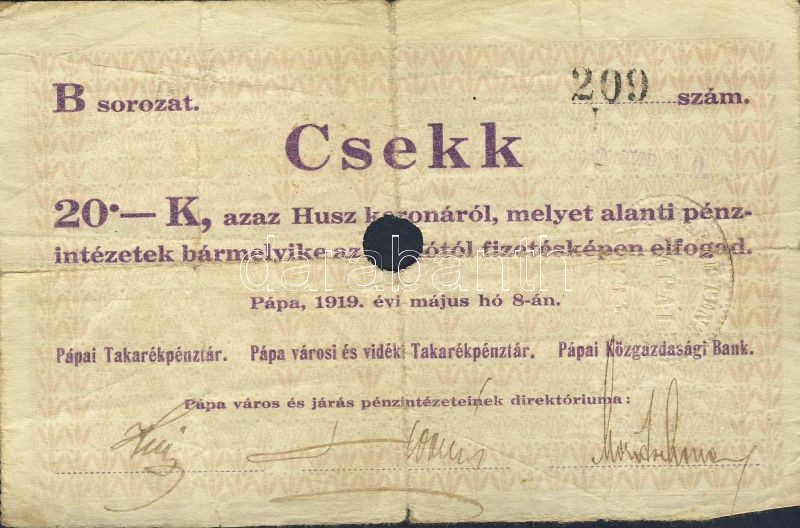 B sorozat. 209 szám.
Csekk
20·— K, azaz Husz koronáról, melyet alanti pénz-
intézetek bármelyike az fizetésképen elfogad.
darabanth
Pápa, 1919. évi május hó 8-án.
Pápai Takarékpénztár. Pápa városi és vidéki Takarékpénztár. Pápai Közgazdasági Bank.
Pápa város és járás pénzintézeteinek direktóriuma: